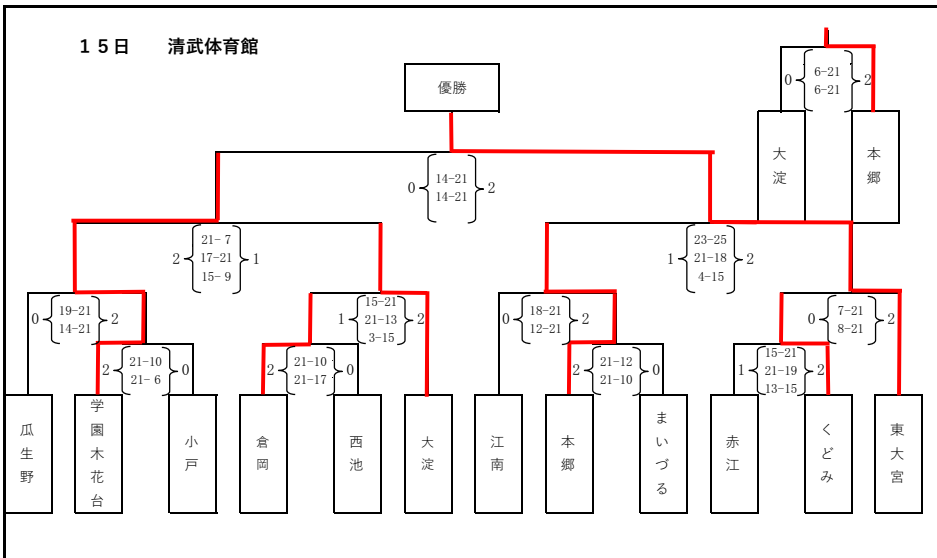 １５日　清武体育館
優勝
0 6-21 2
6-21
大淀
本郷
0 14-21 2
14-21
21- 7
2 17-21 1
15- 9
23-25
1 21-18 2
4-15
0 19-21 2
14-21
15-21
1 21-13 2
3-15
0 18-21 2
12-21
0 7-21 2
8-21
2 21-10 0
21- 6
2 21-10 0
21-17
2 21-12 0
21-10
15-21
1 21-19 2
13-15
瓜生野
学園木花台
小戸
倉岡
西池
大淀
江南
本郷
まいづる
赤江
くどみ
東大宮